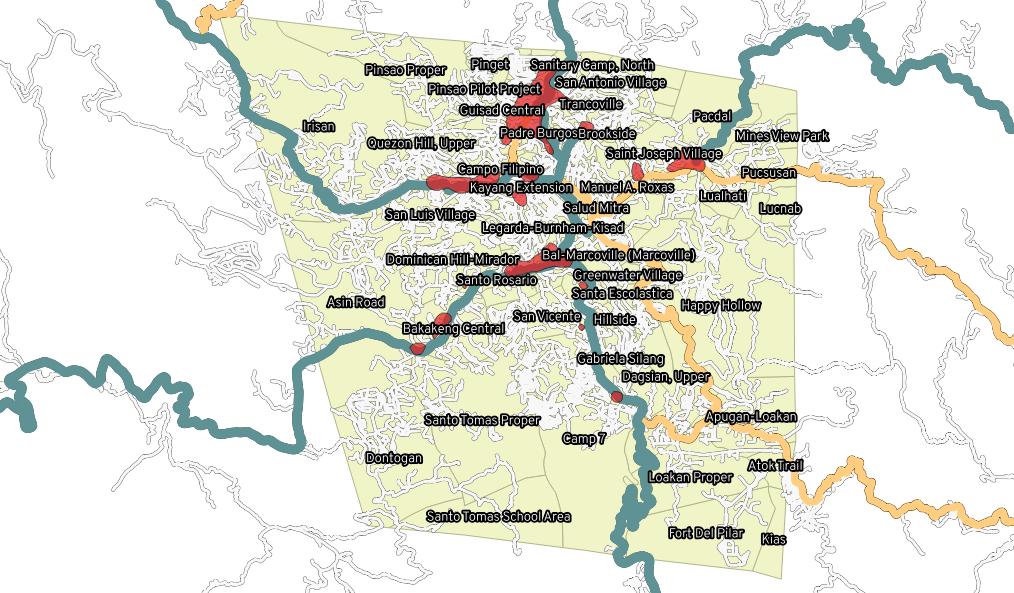 Pinget
Sanitary Camp, North
Pinsao Proper
San Antonio Village
Pinsao Pilot Project
Trancoville
Guisad Central
Pacdal
Irisan
Padre Burgos
Brookside
Mines View Park
Quezon Hill, Upper
Saint Joseph Village
Campo Filipino
Pucsusan
Kayang Extension
Manuel A. Roxas
Lualhati
Salud Mitra
Lucnab
San Luis Village
Legarda-Burnham-Kisad
Dominican Hill-Mirador
Bal-Marcoville (Marcoville)
Santo Rosario
Greenwater Village
Santa Escolastica
Asin Road
Happy Hollow
San Vicente
Hillside
Bakakeng Central
Gabriela Silang
Dagsian, Upper
Apugan-Loakan
Santo Tomas Proper
Camp 7
Dontogan
Atok Trail
Loakan Proper
Santo Tomas School Area
Fort Del Pilar
Kias